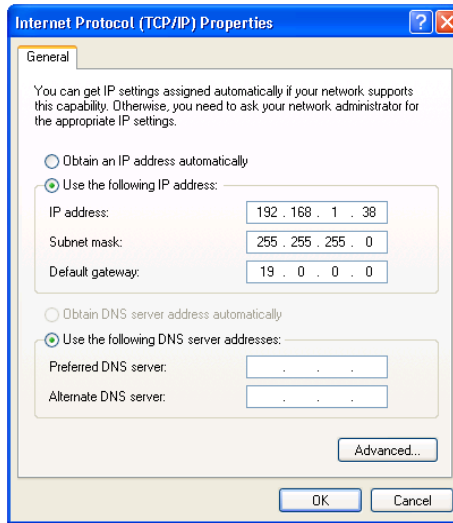 Internet Protocol (TCP/IP) Properties
General
You can get IP settings assigned automatically if your network supports
this capability. Otherwise, you need to ask your network administrator for
the appropriate IP settings.
Obtain an IP address automatically
Use the following IP address:
IP address: 192 . 168 . 1 . 38
Subnet mask: 255 . 255 . 255 . 0
Default gateway: 19 . 0 . 0 . 0
Obtain DNS server address automatically
Use the following DNS server addresses:
Preferred DNS server: . . .
Alternate DNS server: . . .
Advanced...
OK Cancel